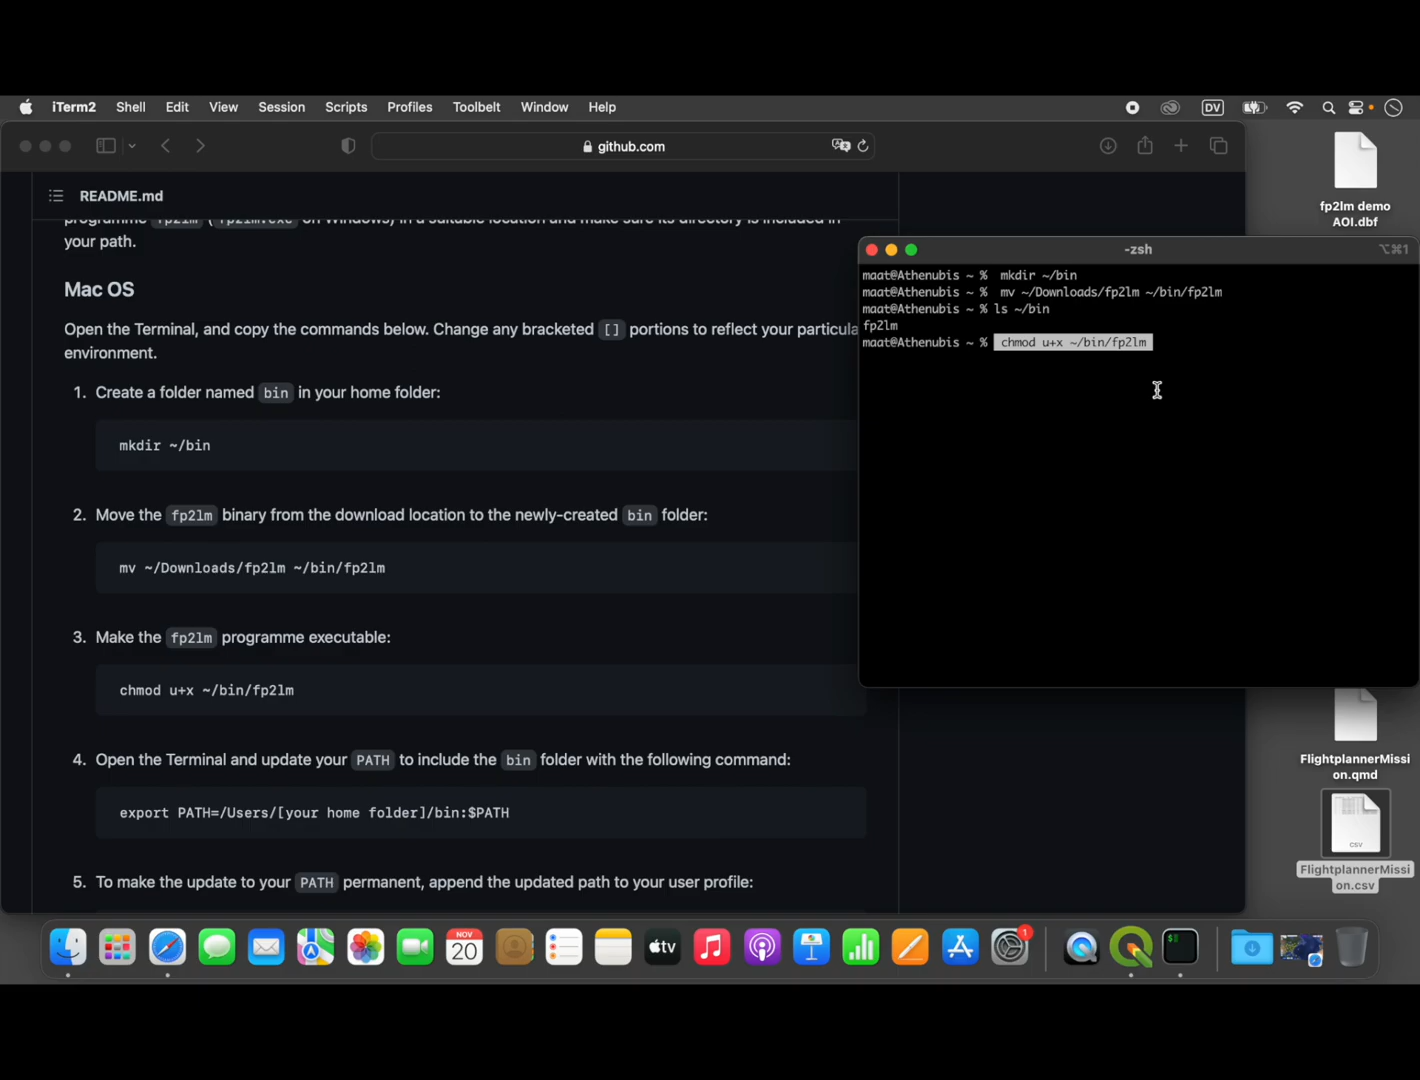 iTerm2 Shell Edit View Session Scripts Profiles Toolbelt Window Help DV
github.com
README.md
your path.
Mac OS
Open the Terminal, and copy the commands below. Change any bracketed [] portions to reflect your particula
environment.
1. Create a folder named bin in your home folder:
mkdir ~/bin
2. Move the fp2lm binary from the download location to the newly-created bin folder:
mv ~/Downloads/fp2lm ~/bin/fp2lm
3. Make the fp2lm programme executable:
chmod u+x ~/bin/fp2lm
4. Open the Terminal and update your PATH to include the bin folder with the following command:
export PATH=/Users/[your home folder]/bin:$PATH
5. To make the update to your PATH permanent, append the updated path to your user profile:
-zsh ⌥⌘1
maat@Athenubis ~ % mkdir ~/bin
maat@Athenubis ~ % mv ~/Downloads/fp2lm ~/bin/fp2lm
maat@Athenubis ~ % ls ~/bin
fp2lm
maat@Athenubis ~ % chmod u+x ~/bin/fp2lm
fp2lm demo
AOI.dbf
FlightplannerMissi
on.qmd
CSV
FlightplannerMissi
on.csv
NOV
20
tv
1